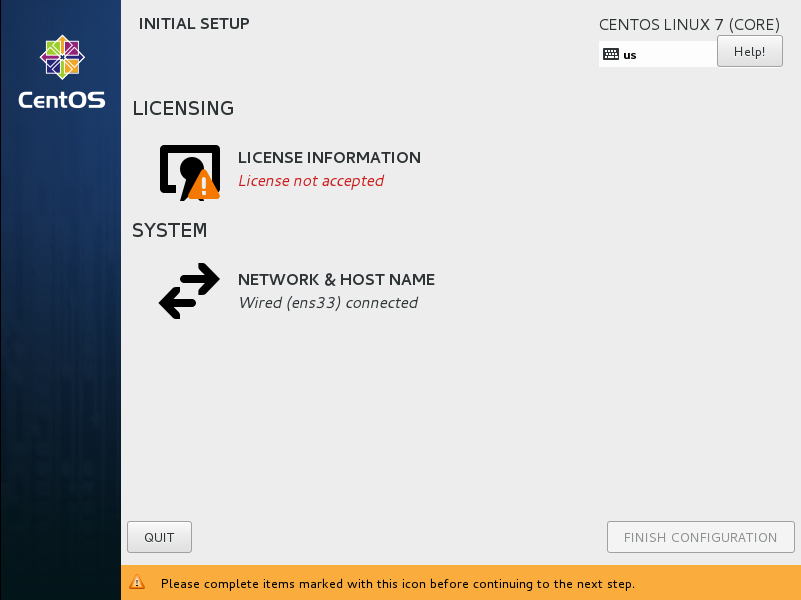 CentOS
INITIAL SETUP
CENTOS LINUX 7 (CORE)
us
Help!
LICENSING
LICENSE INFORMATION
License not accepted
SYSTEM
NETWORK & HOST NAME
Wired (ens33) connected
QUIT
FINISH CONFIGURATION
Please complete items marked with this icon before continuing to the next step.